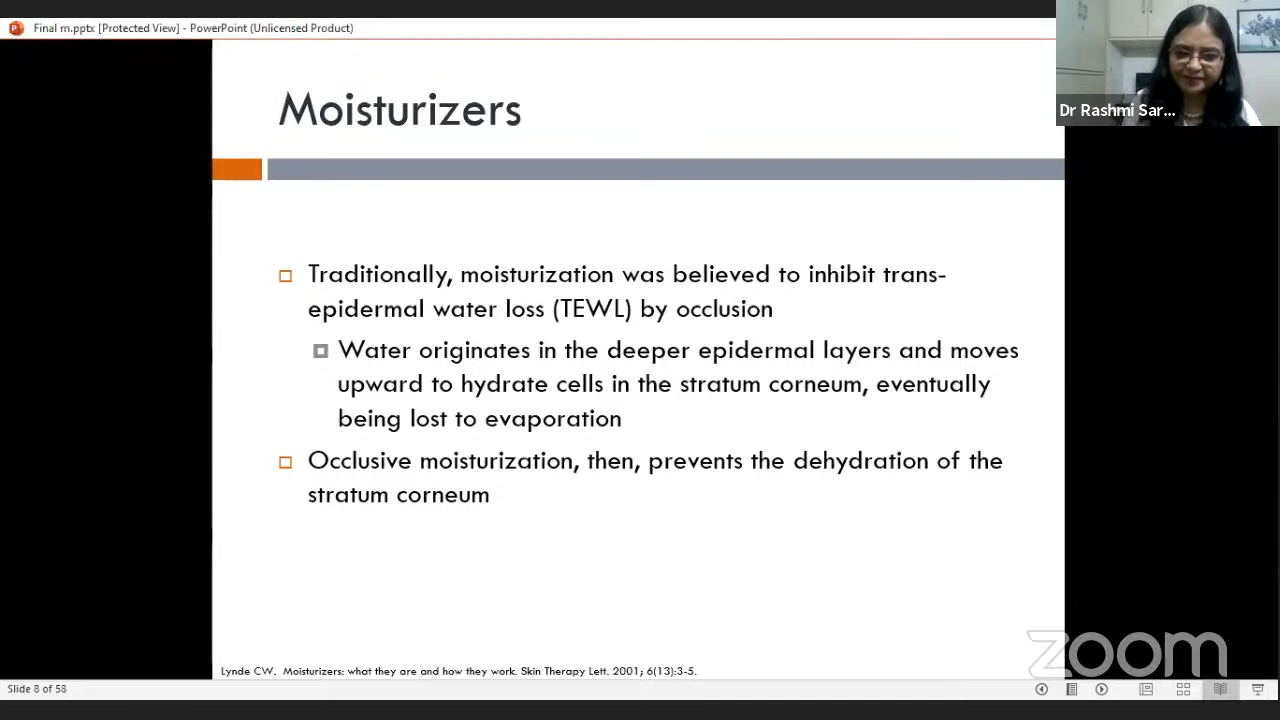 Final m.pptx [Protected View] - PowerPoint (Unlicensed Product)
Dr Rashmi Sar...
Moisturizers
Traditionally, moisturization was believed to inhibit trans-
epidermal water loss (TEWL) by occlusion
Water originates in the deeper epidermal layers and moves
upward to hydrate cells in the stratum corneum, eventually
being lost to evaporation
Occlusive moisturization, then, prevents the dehydration of the
stratum corneum
Lynde CW. Moisturizers: what they are and how they work. Skin Therapy Lett. 2001; 6(13):3-5.
zoom
Slide 8 of 58